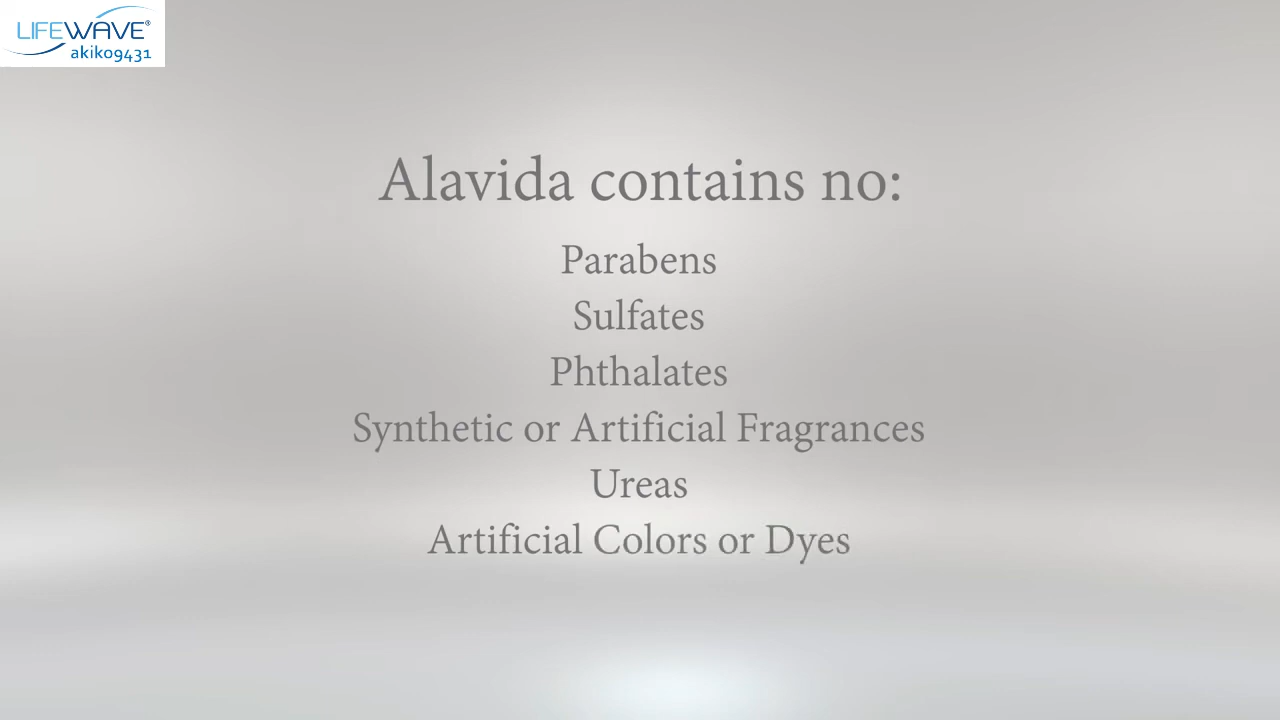 LIFEWAVE®
akiko9431
Alavida contains no:
Parabens
Sulfates
Phthalates
Synthetic or Artificial Fragrances
Ureas
Artificial Colors or Dyes